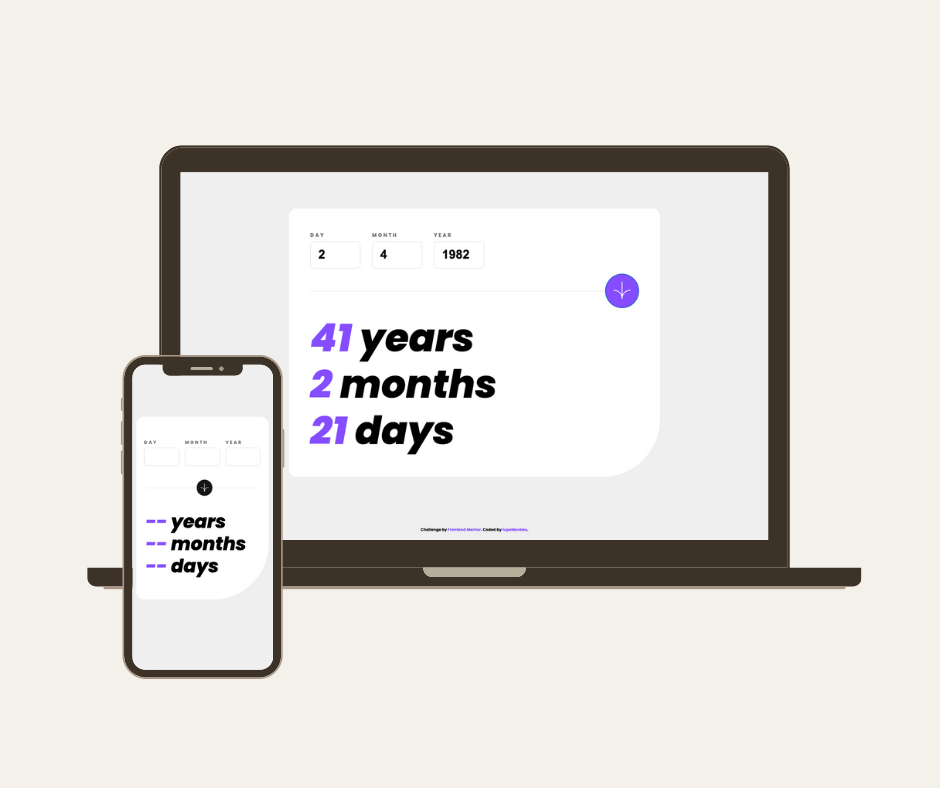 DAY MONTH YEAR
2 4 1982
41 years
2 months
21 days
Challenge by Frontend Mentor. Coded by
DAY MONTH YEAR
-- years
-- months
-- days